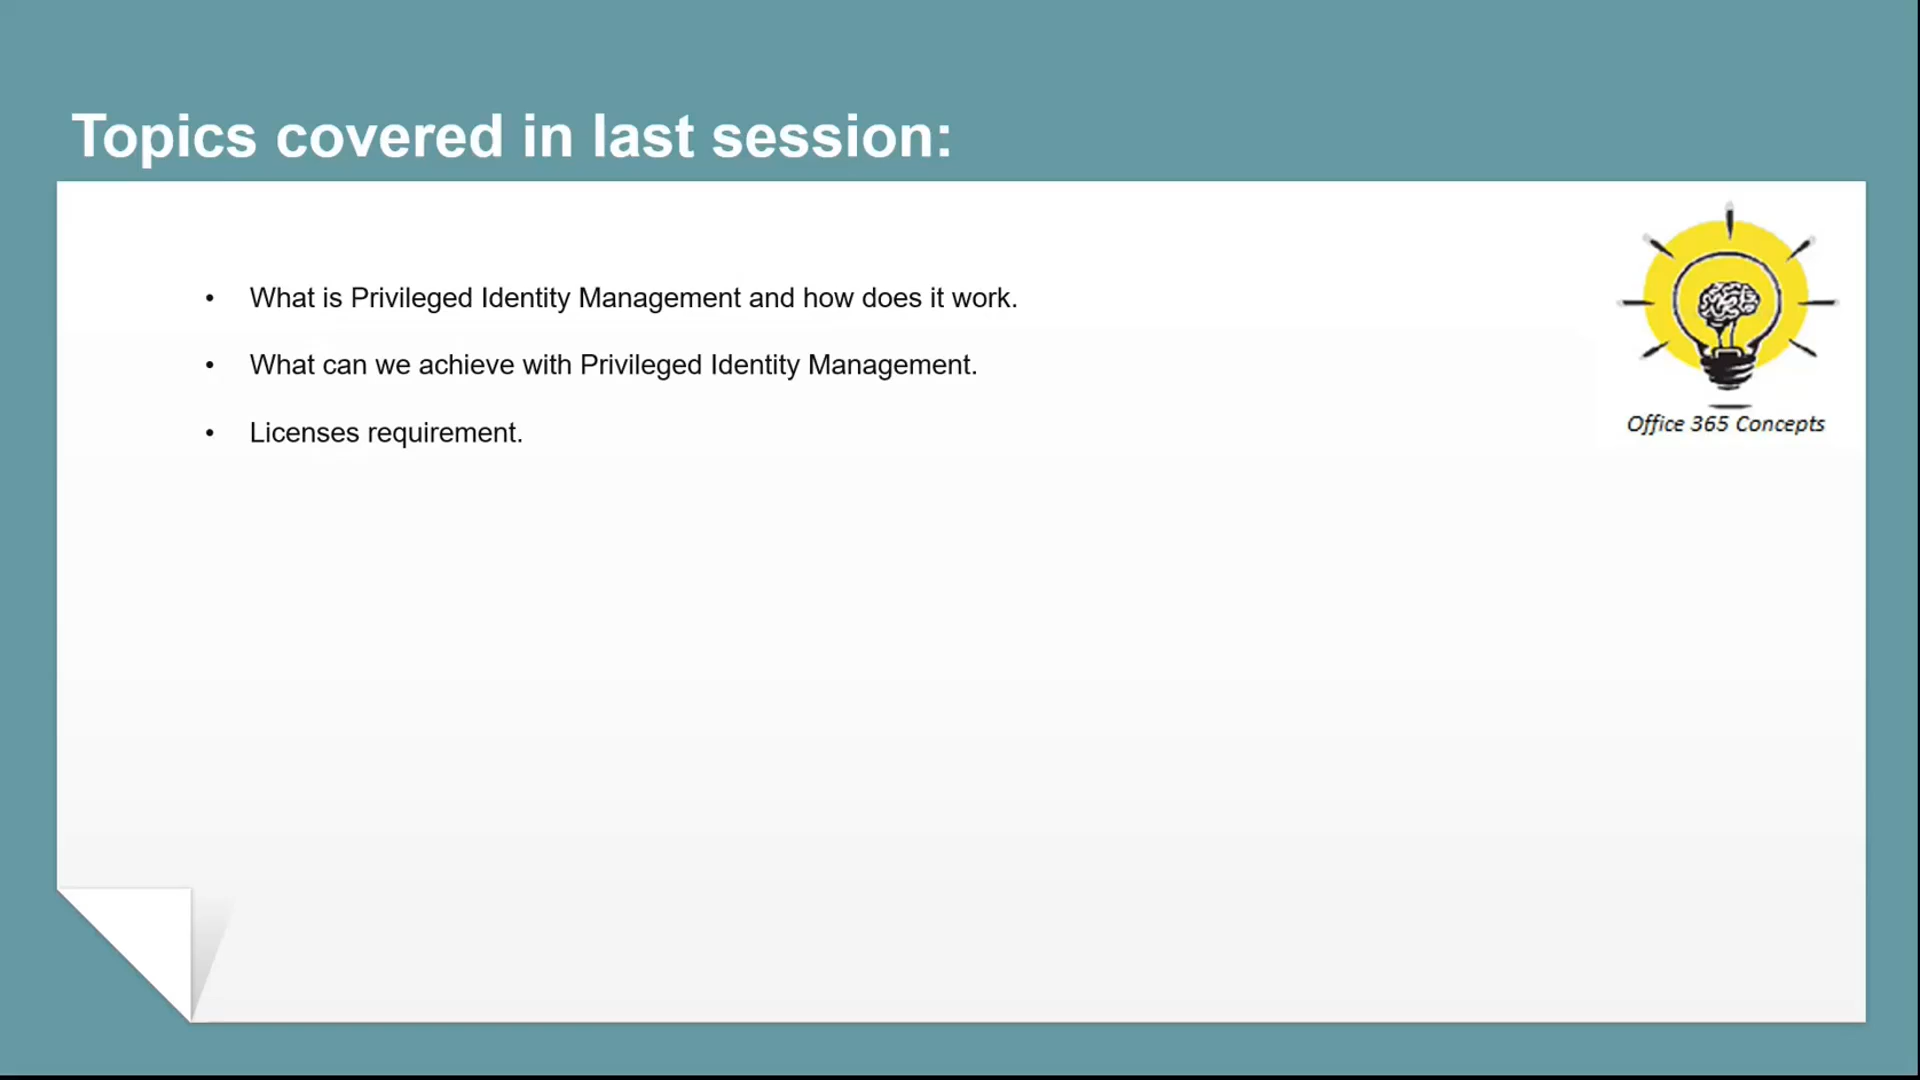 Topics covered in last session:
• What is Privileged Identity Management and how does it work.
• What can we achieve with Privileged Identity Management.
• Licenses requirement.
Office 365 Concepts